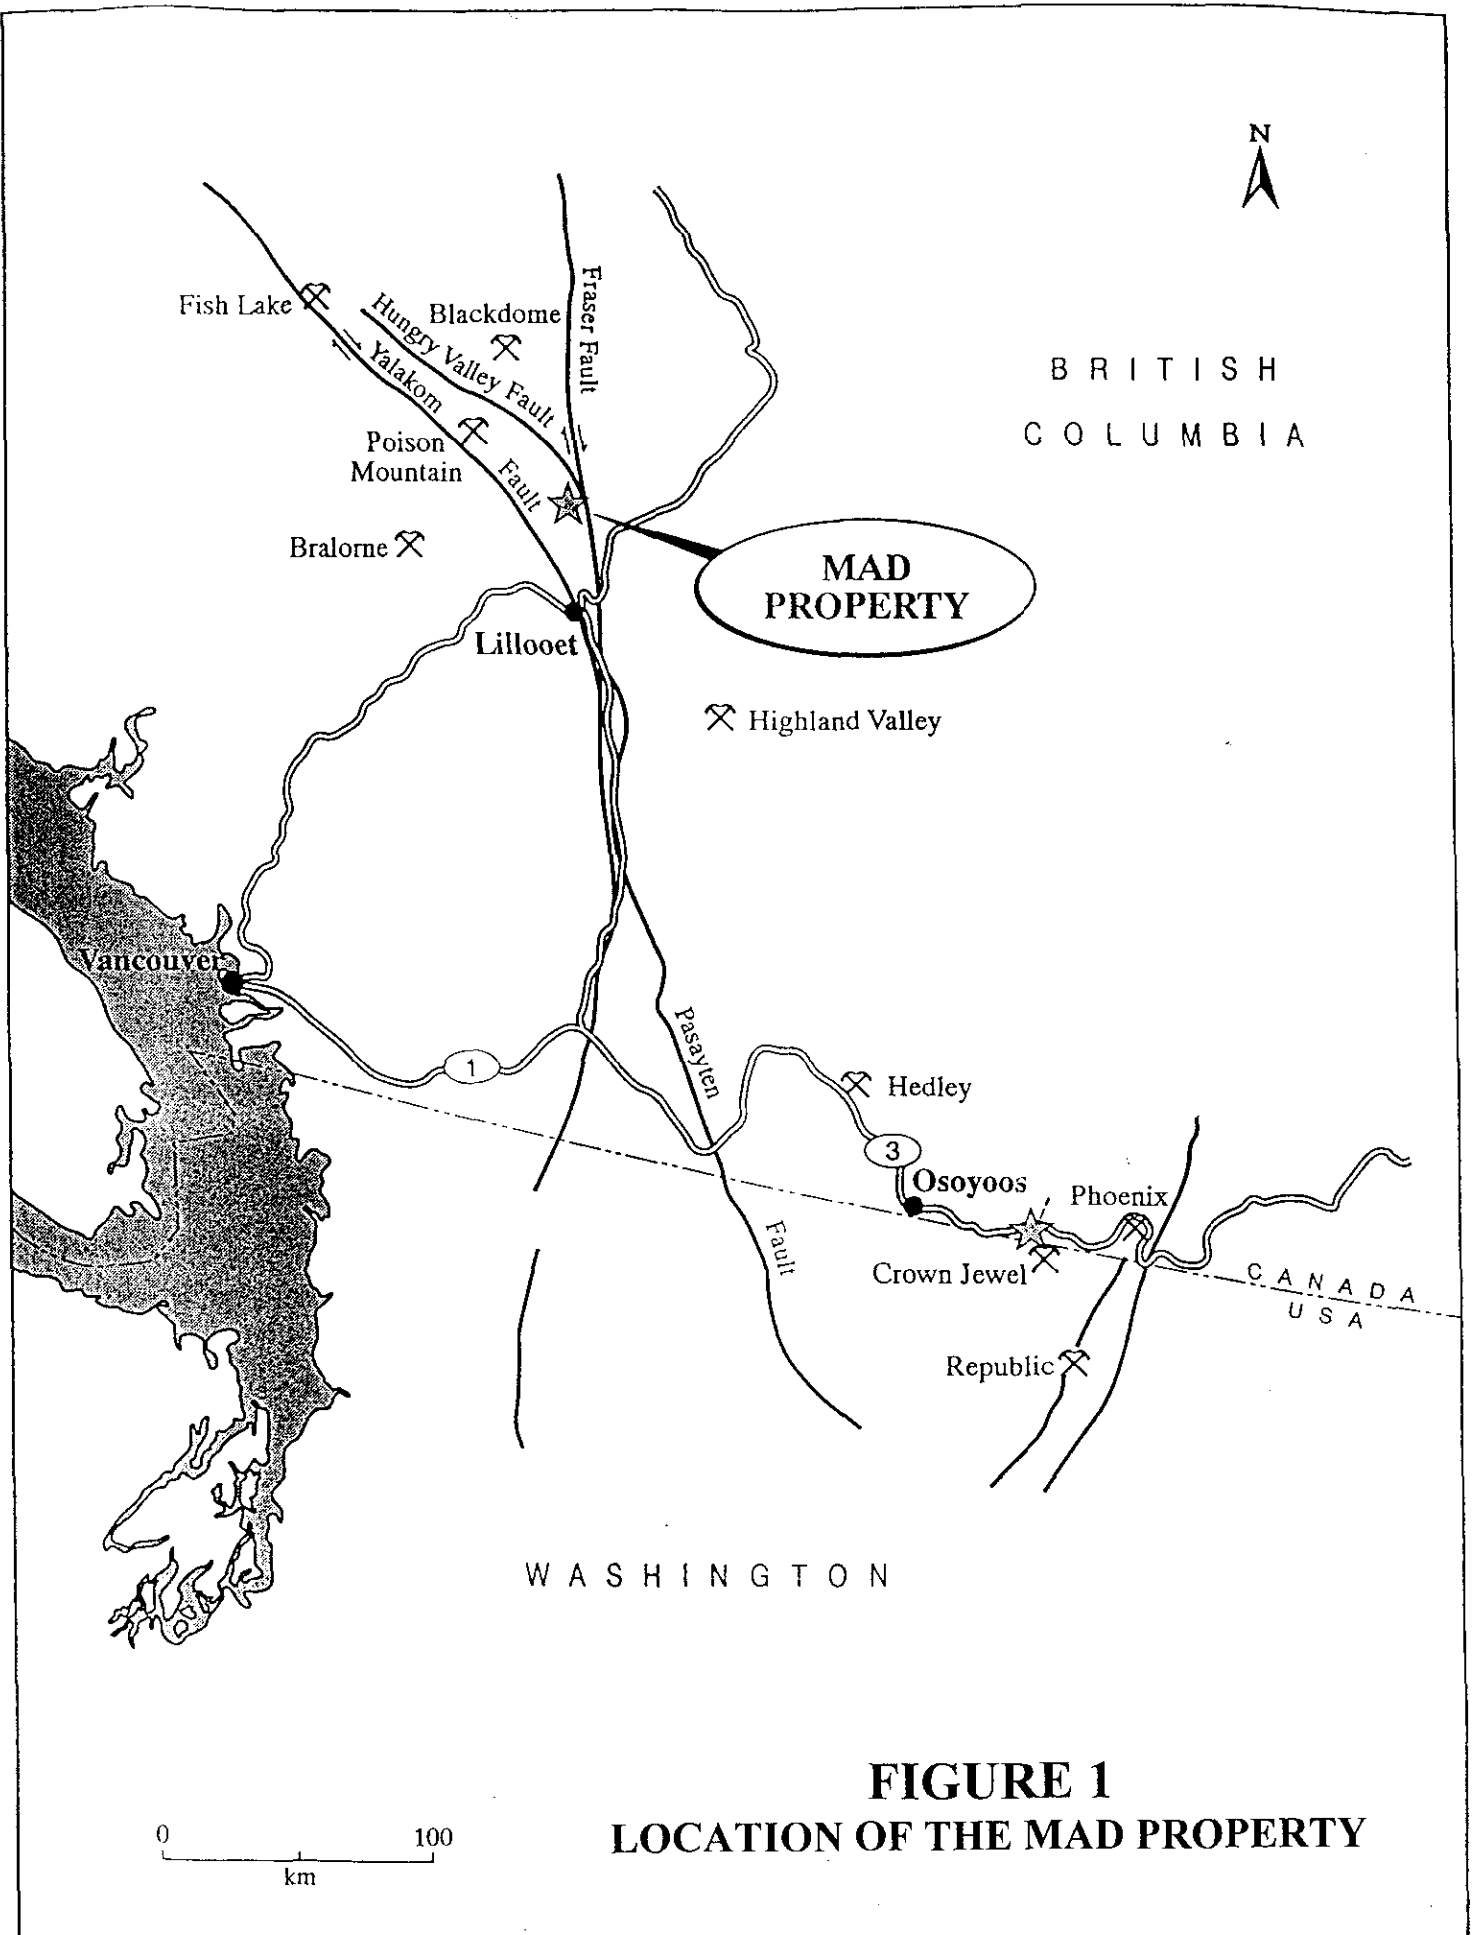 N
Fish Lake
Hungry Valley Fault
Blackdome
Fraser Fault
Yalakom
Fault
BRITISH
COLUMBIA
Poison
Mountain
Bralorne
MAD
PROPERTY
Lillooet
Highland Valley
Vancouver
1
Pasayten
Fault
Hedley
3
Osoyoos
Phoenix
Crown Jewel
CANADA
USA
Republic
WASHINGTON
FIGURE 1
LOCATION OF THE MAD PROPERTY
0
100
km